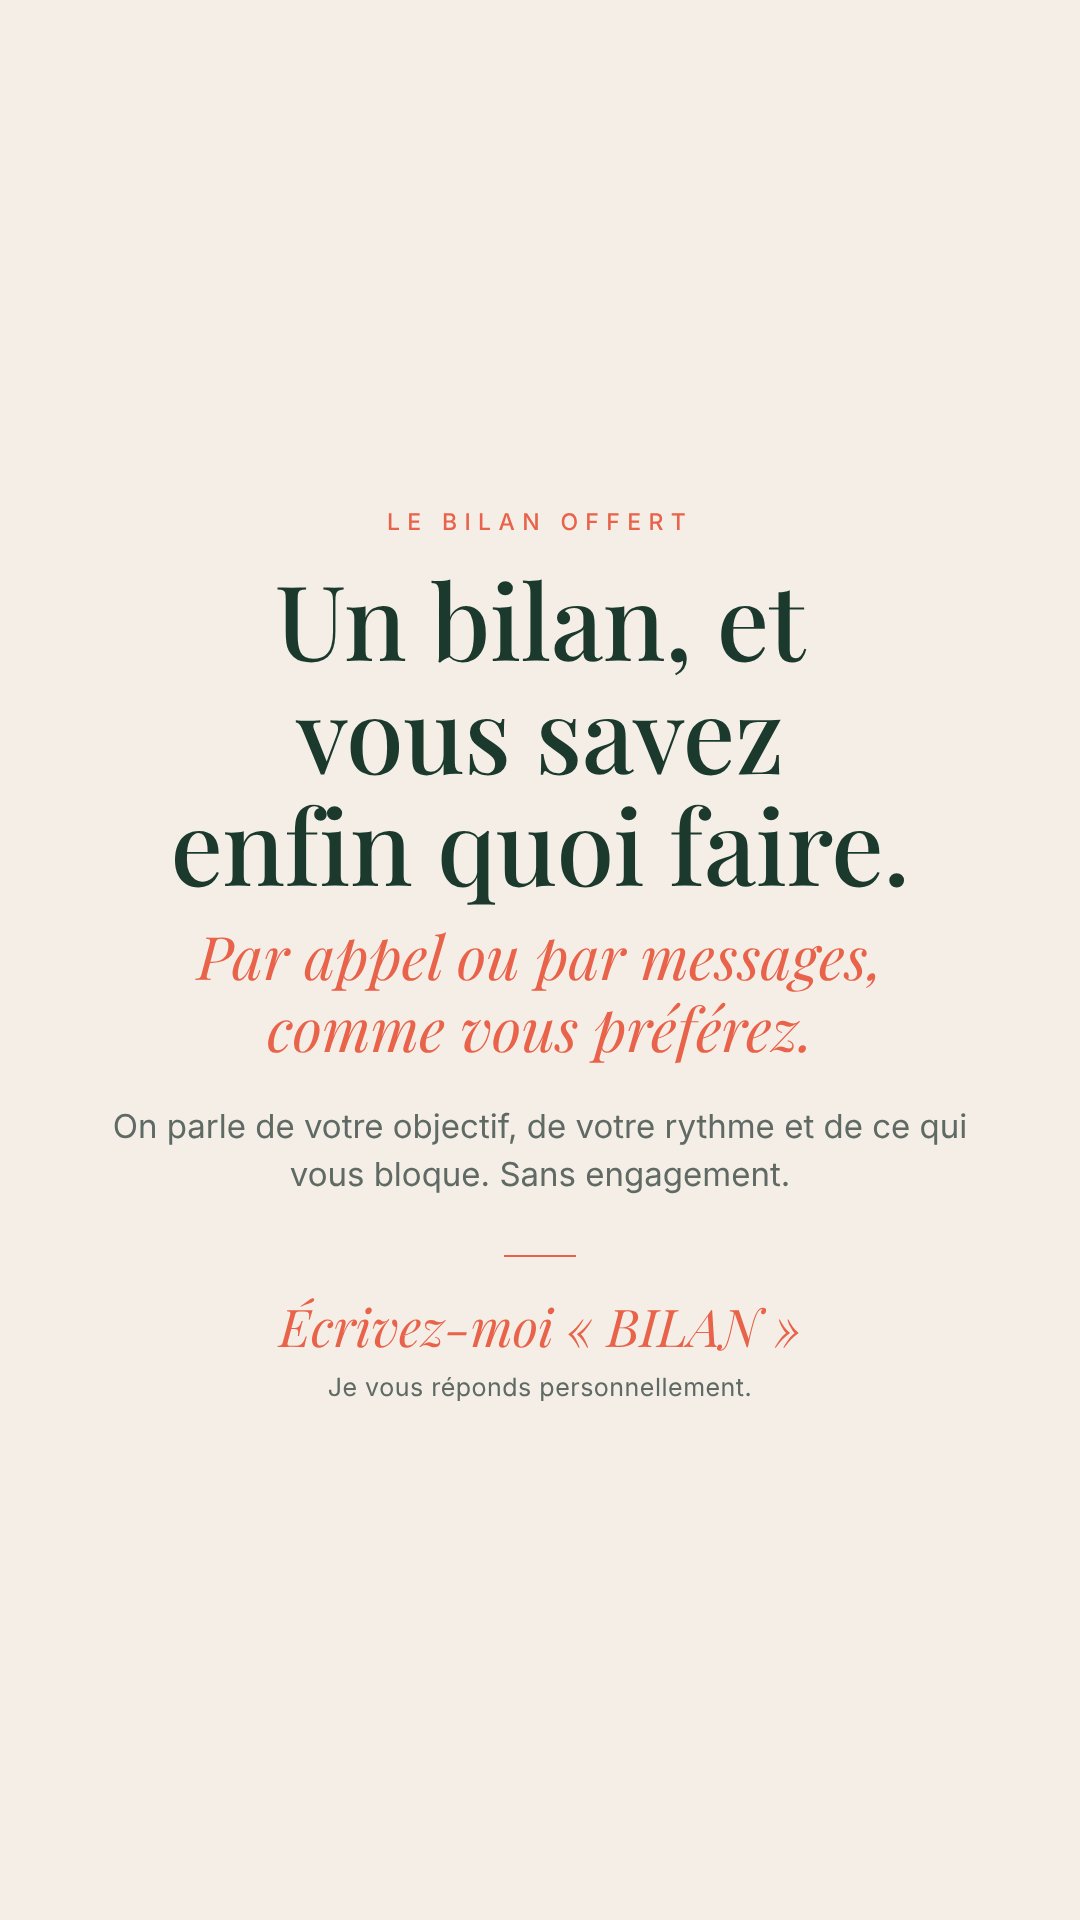 LE BILAN OFFERT
Un bilan, et
vous savez
enfin quoi faire.
Par appel ou par messages,
comme vous préférez.
On parle de votre objectif, de votre rythme et de ce qui
vous bloque. Sans engagement.
Écrivez-moi « BILAN »
Je vous réponds personnellement.